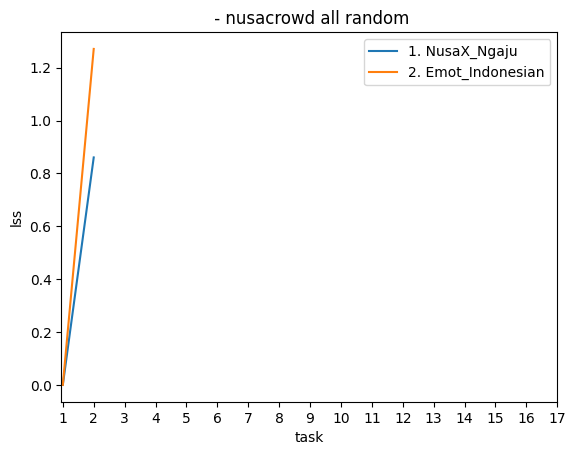 - nusacrowd all random
1. NusaX_Ngaju
2. Emot_Indonesian
lss
1.2
1.0
0.8
0.6
0.4
0.2
0.0
1 2 3 4 5 6 7 8 9 10 11 12 13 14 15 16 17
task